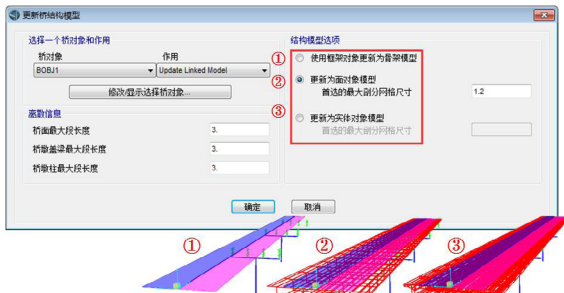 更新桥结构模型
选择一个桥对象和作用
桥对象
作用
BOBJ1
Update Linked Model
修改/显示选择桥对象...
离散信息
桥面最大段长度
3.
桥墩盖梁最大段长度
3.
桥墩柱最大段长度
3.
结构模型选项
① 使用框架对象更新为脊架模型
② 更新为面对象模型
首选的最大剖分网格尺寸
1.2
③ 更新为实体对象模型
首选的最大剖分网格尺寸
确定
取消
① ② ③